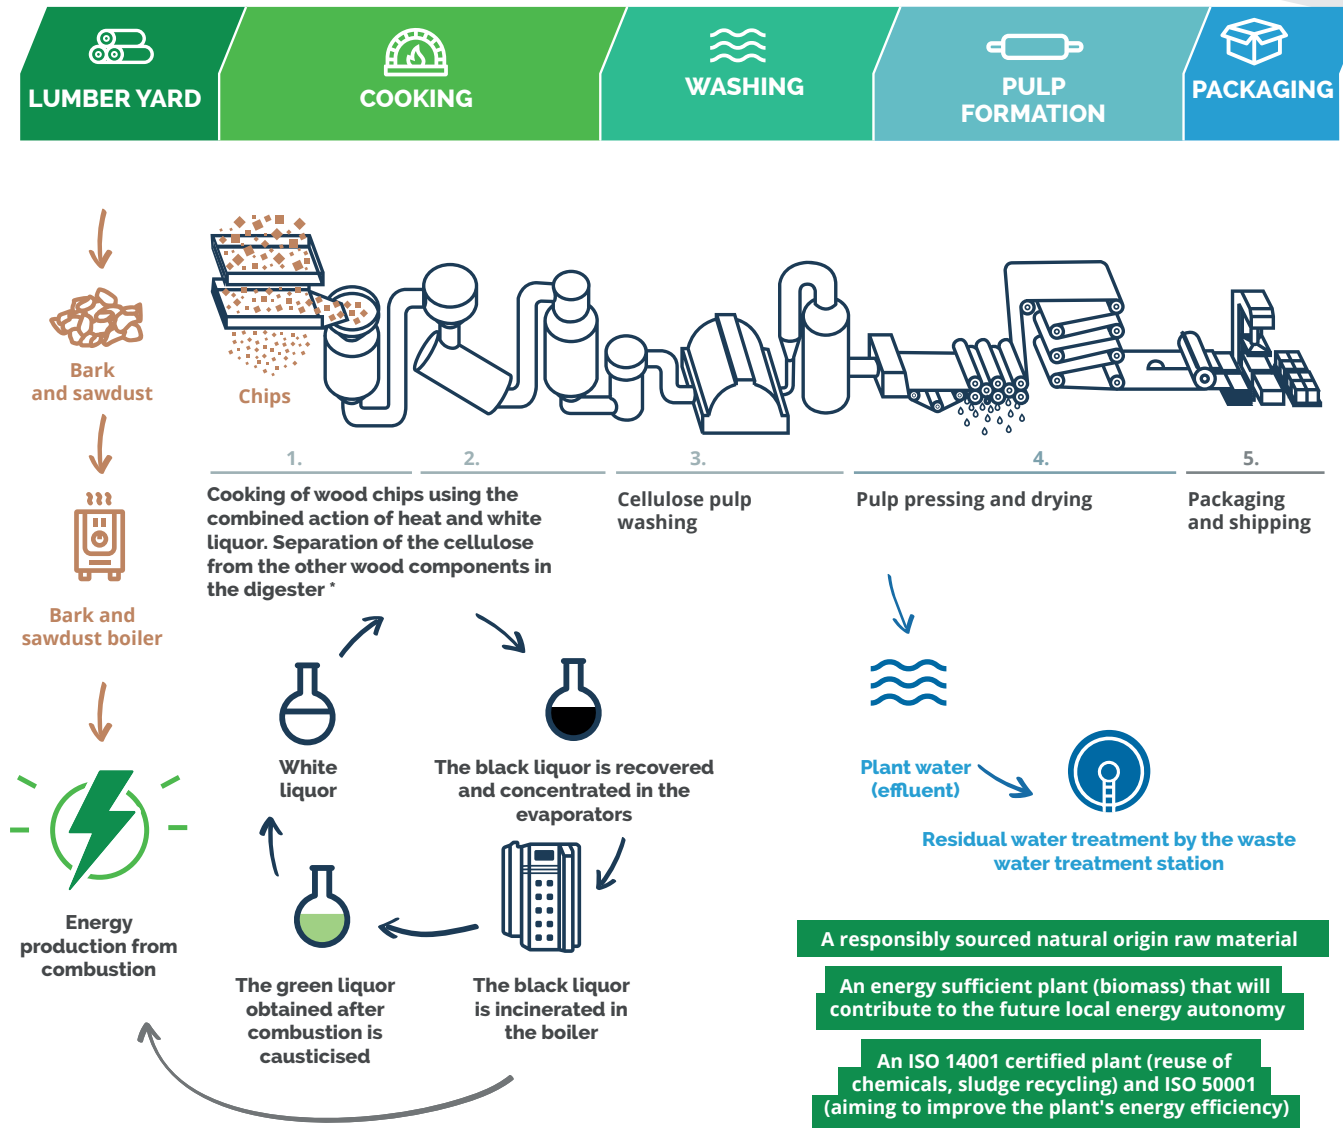 LUMBER YARD
COOKING
WASHING
PULP
FORMATION
PACKAGING
Bark
and sawdust
Chips
Bark and
sawdust boiler
Energy
production from
combustion
1.
2.
3.
4.
5.
Cooking of wood chips using the
combined action of heat and white
liquor. Separation of the cellulose
from the other wood components in
the digester *
Cellulose pulp
washing
Pulp pressing and drying
Packaging
and shipping
White
liquor
The black liquor is recovered
and concentrated in the
evaporators
The green liquor
obtained after
combustion is
causticised
The black liquor
is incinerated in
the boiler
Plant water
(effluent)
Residual water treatment by the waste
water treatment station
A responsibly sourced natural origin raw material
An energy sufficient plant (biomass) that will
contribute to the future local energy autonomy
An ISO 14001 certified plant (reuse of
chemicals, sludge recycling) and ISO 50001
(aiming to improve the plant's energy efficiency)